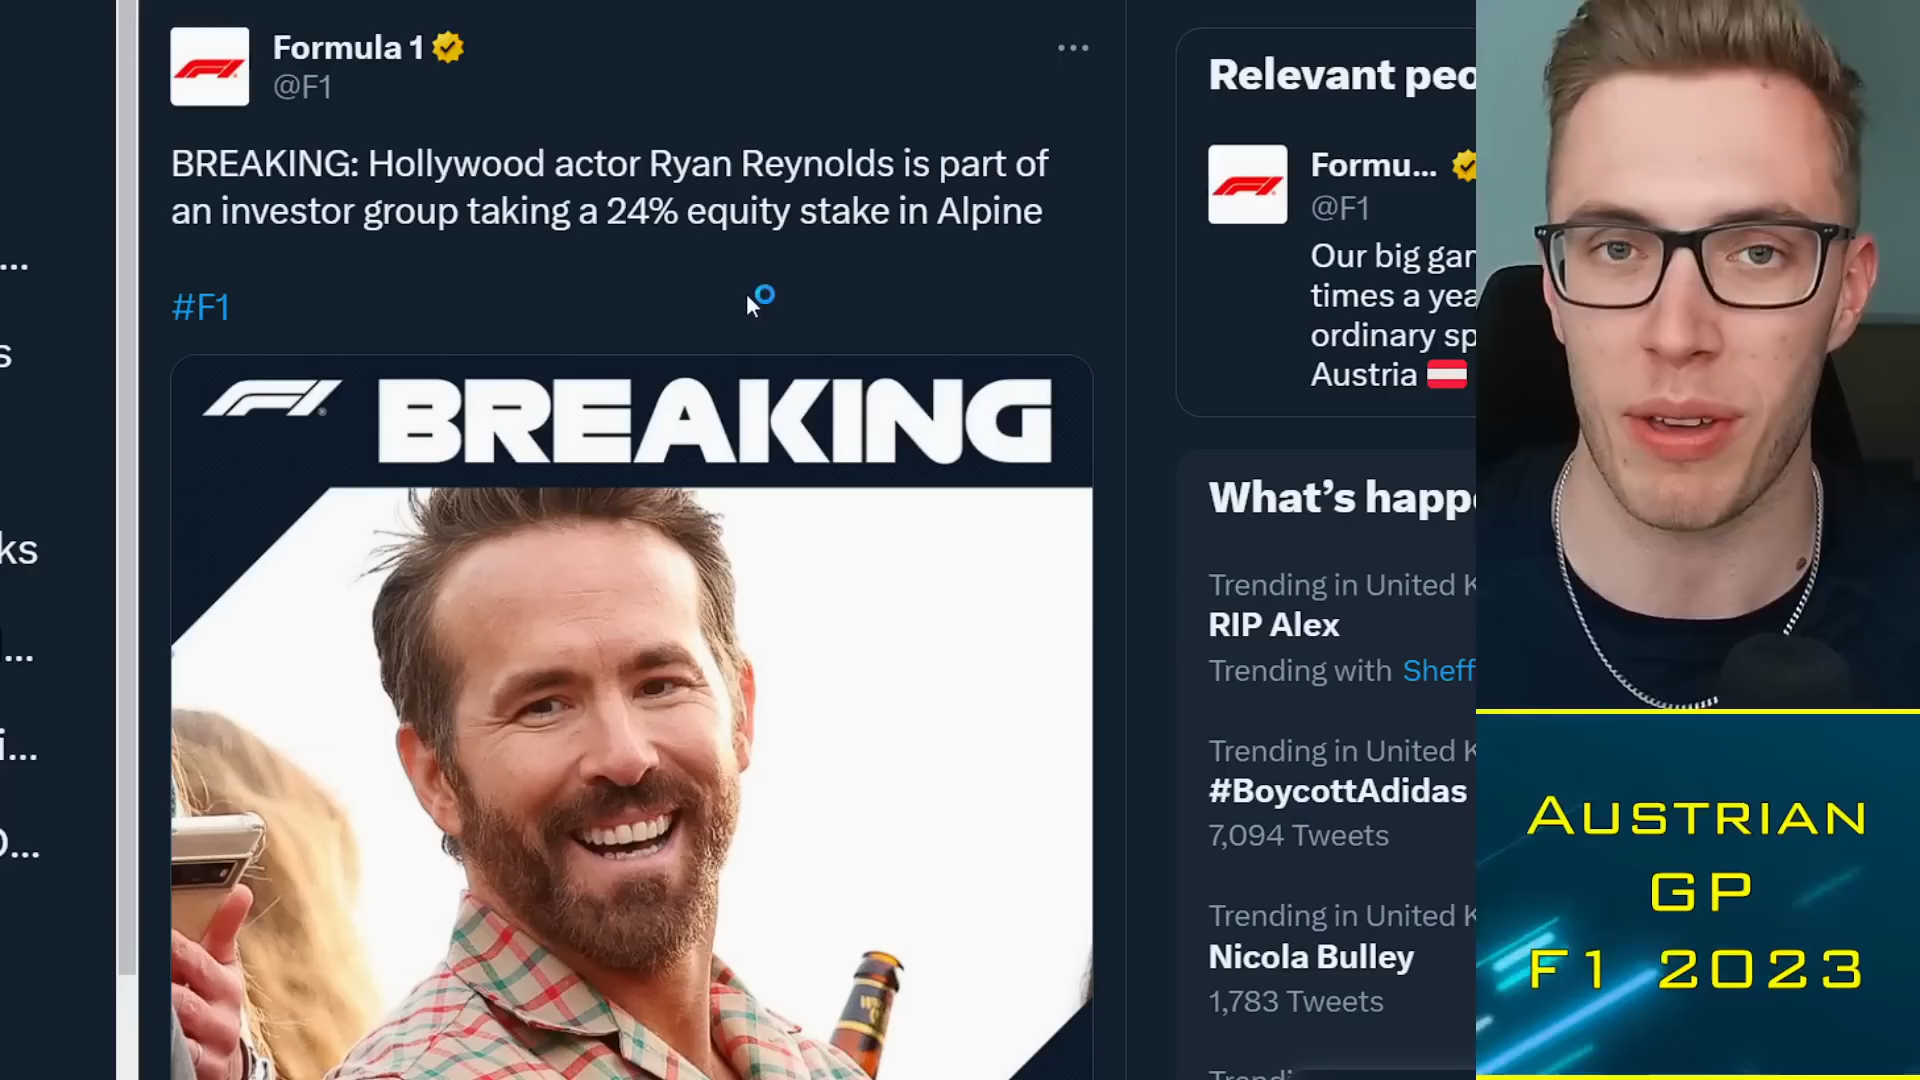 Formula 1
@F1
BREAKING: Hollywood actor Ryan Reynolds is part of
an investor group taking a 24% equity stake in Alpine
#F1
BREAKING
...
s
ks
...
i...
...
Relevant peo
Formu...
@F1
Our big gar
times a yea
ordinary sp
Austria
What's happe
Trending in United K
RIP Alex
Trending with Sheff
Trending in United K
#BoycottAdidas
7,094 Tweets
Trending in United K
Nicola Bulley
1,783 Tweets
AUSTRIAN
GP
F1 2023